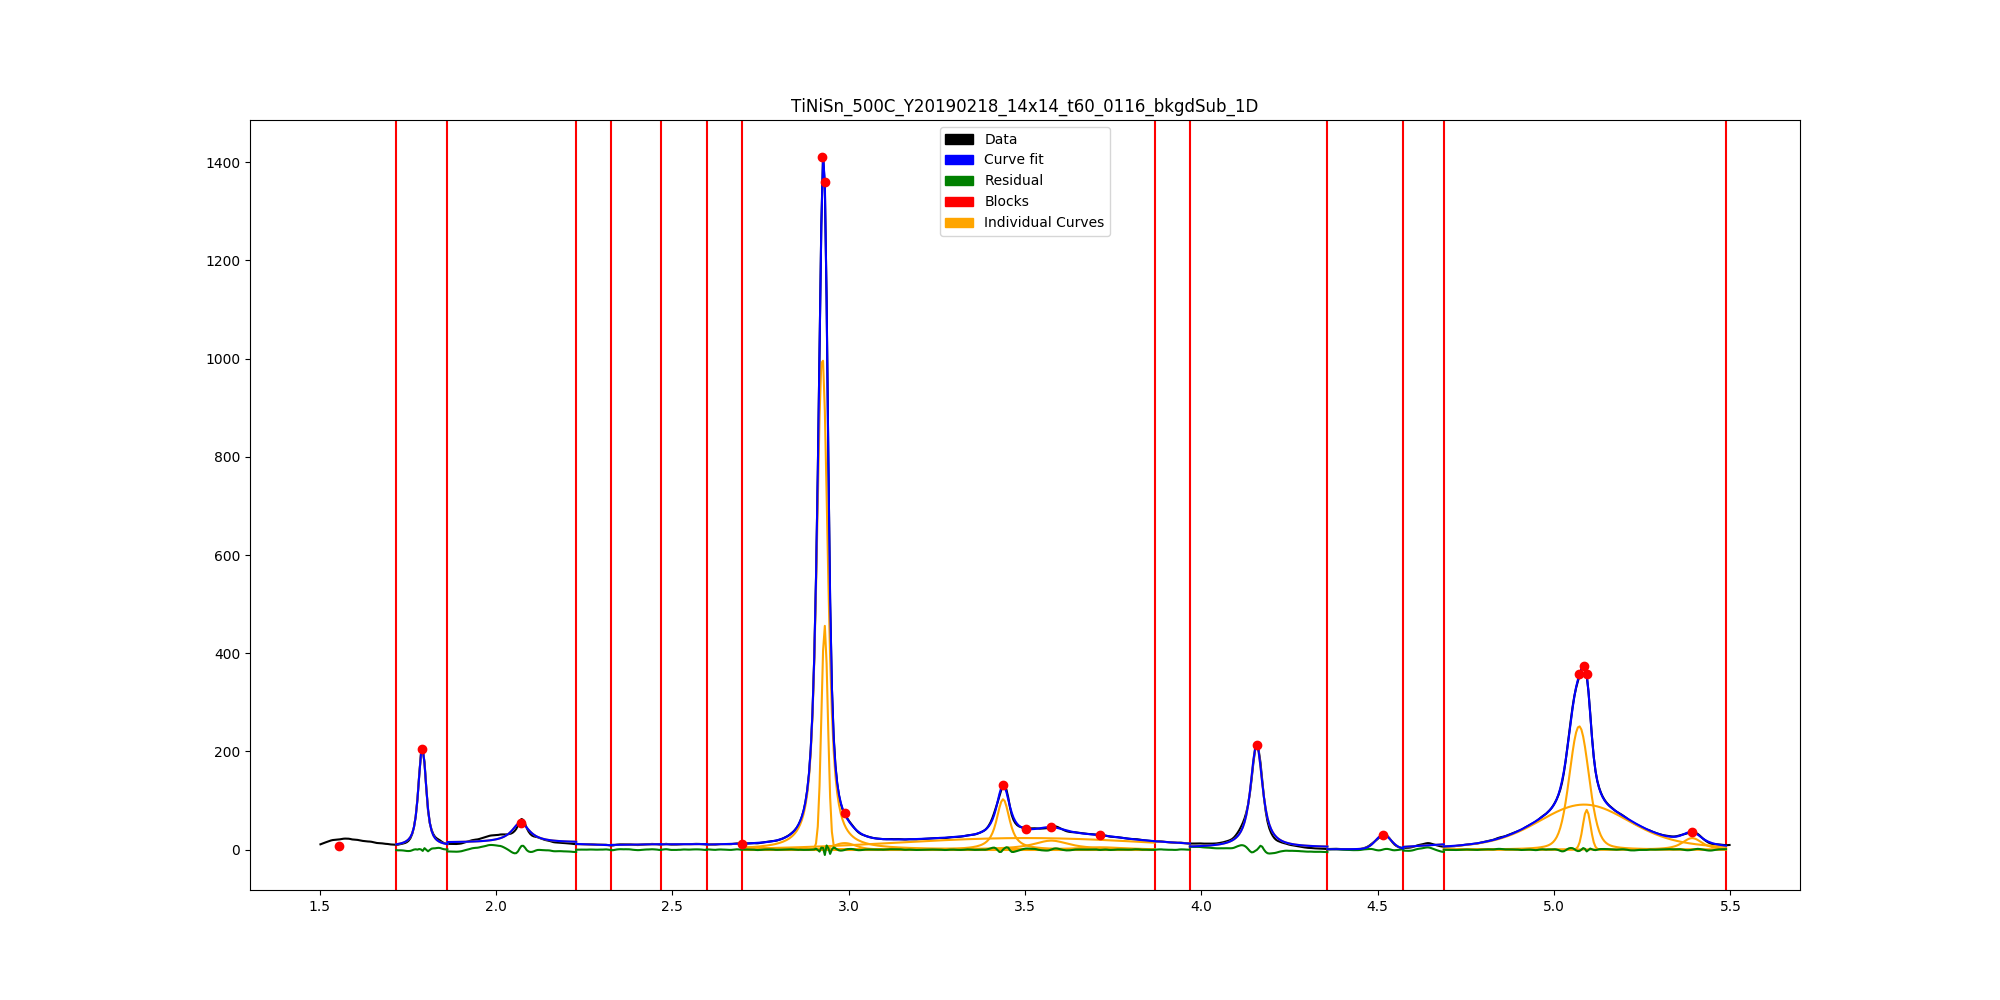 TiNiSn_500C_Y20190218_14x14_t60_0116_bkgdSub_1D
Data
Curve fit
Residual
Blocks
Individual Curves
1400
1200
1000
800
600
400
200
0
1.5 2.0 2.5 3.0 3.5 4.0 4.5 5.0 5.5